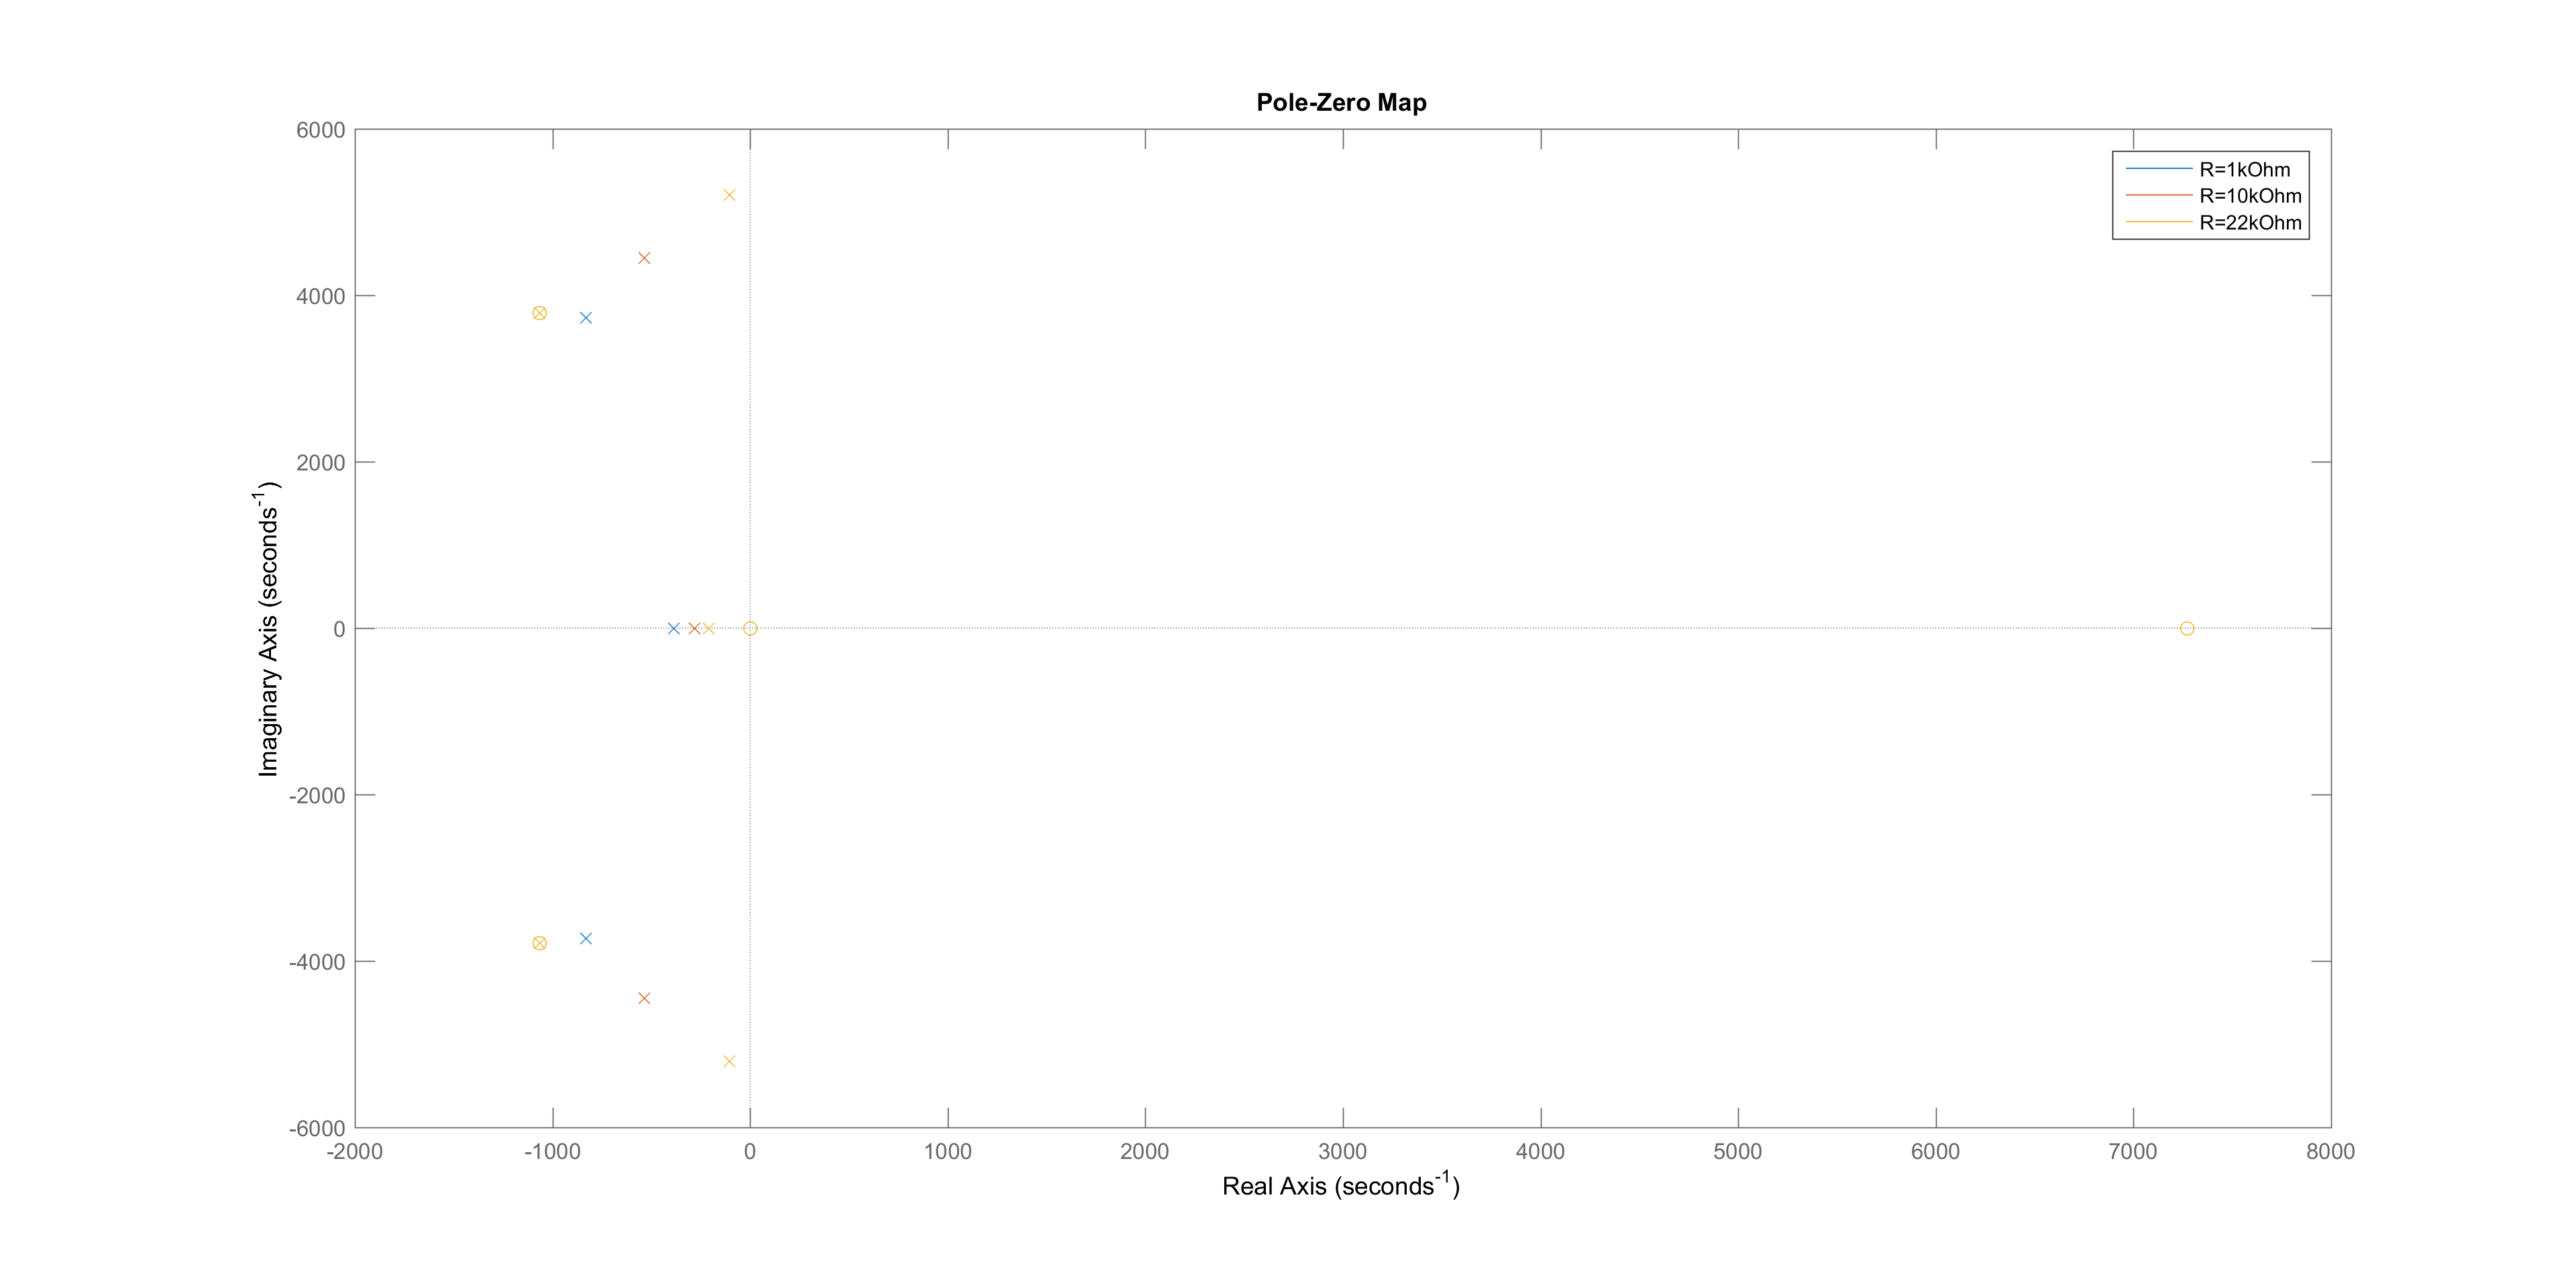 Pole-Zero Map
6000
4000
2000
0
-2000
-4000
-6000
Imaginary Axis (seconds⁻¹)
R=1kOhm
R=10kOhm
R=22kOhm
-2000 -1000 0 1000 2000 3000 4000 5000 6000 7000 8000
Real Axis (seconds⁻¹)